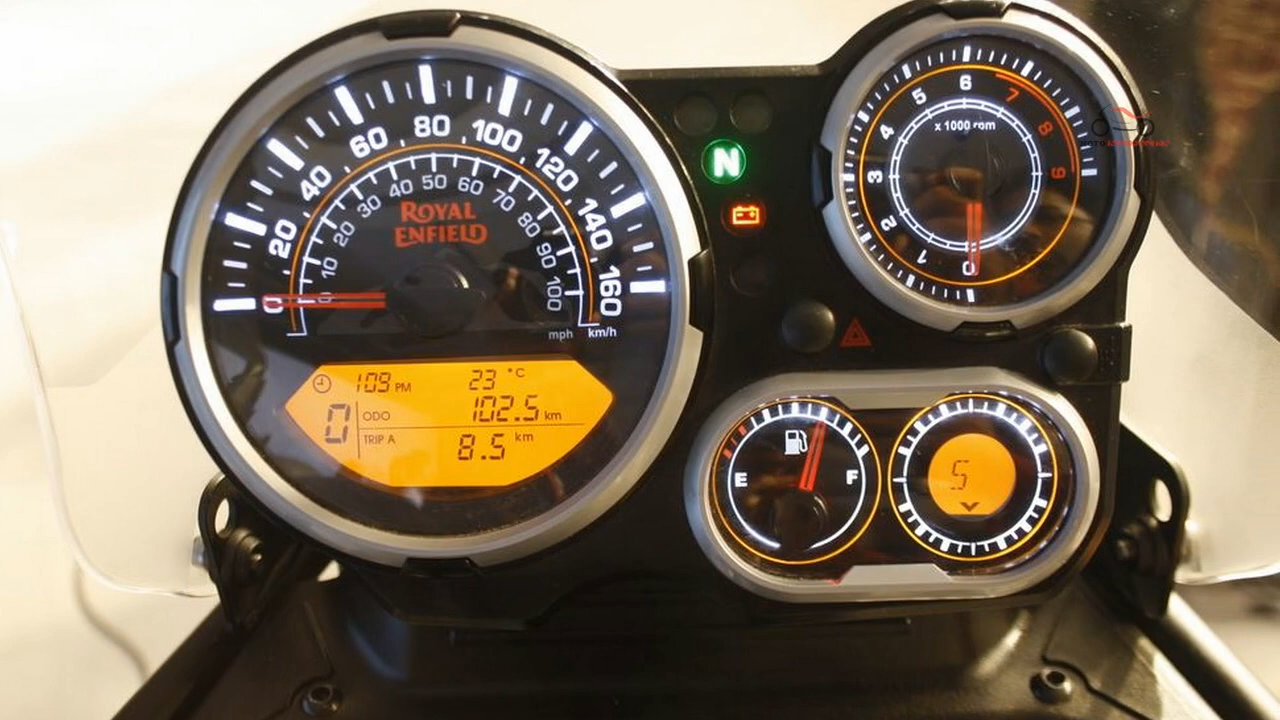 0 20 40 60 80 100 120 140 160
0 10 20 30 40 50 60 70 80 90 100
ROYAL
ENFIELD
mph km/h
109 PM 23 °C
0 ODO 102.5 km
TRIP A 8.5 km
N
0 1 2 3 4 5 6 7 8 9
x 1000 rpm
E F
S